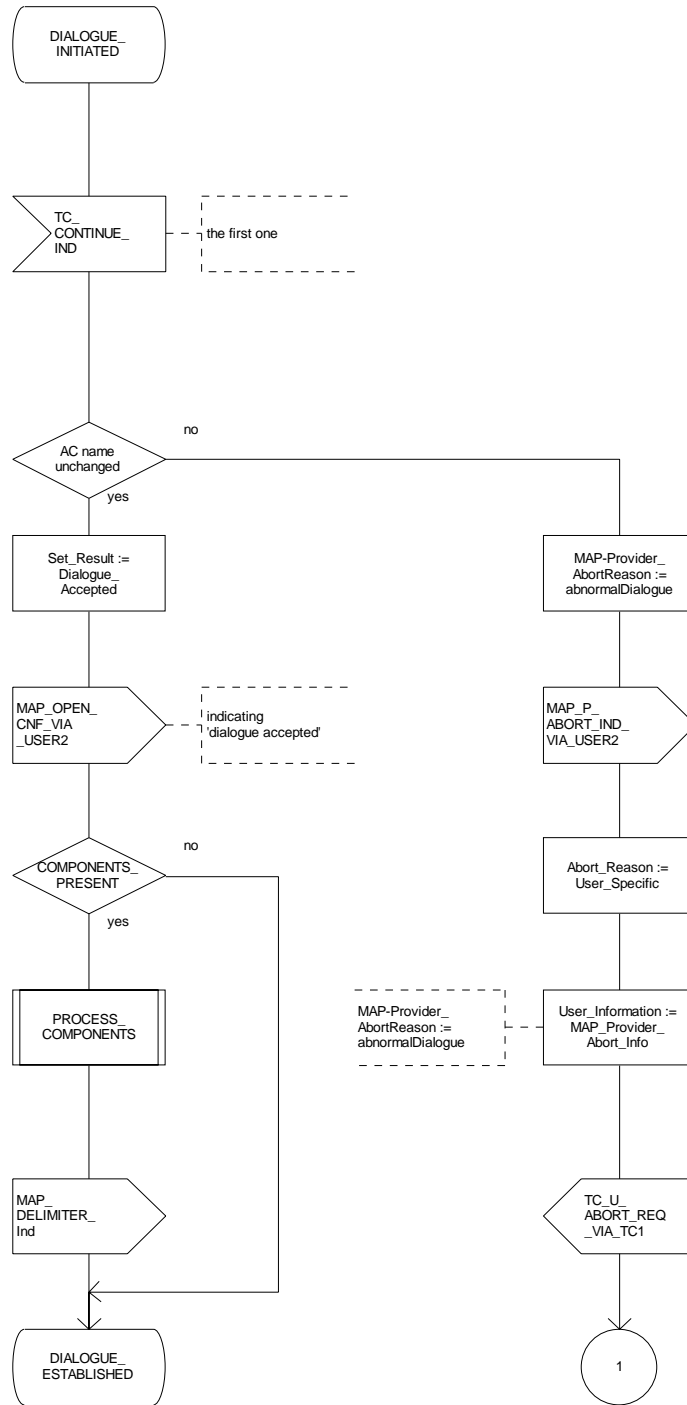 DIALOGUE_
INITIATED
TC_
CONTINUE_
IND
the first one
AC name
unchanged
no
yes
Set_Result :=
Dialogue_
Accepted
MAP-Provider_
AbortReason :=
abnormalDialogue
MAP_OPEN_
CNF_VIA
_USER2
indicating
'dialogue accepted'
MAP_P_
ABORT_IND_
VIA_USER2
COMPONENTS_
PRESENT
no
yes
Abort_Reason :=
User_Specific
PROCESS_
COMPONENTS
MAP-Provider_
AbortReason :=
abnormalDialogue
User_Information :=
MAP_Provider_
Abort_Info
MAP_
DELIMITER_
Ind
TC_U_
ABORT_REQ
_VIA_TC1
DIALOGUE_
ESTABLISHED
1